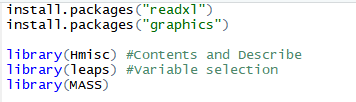 install.packages("readxl")
install.packages("graphics")
library(Hmisc) #Contents and Describe
library(leaps) #Variable selection
library(MASS)